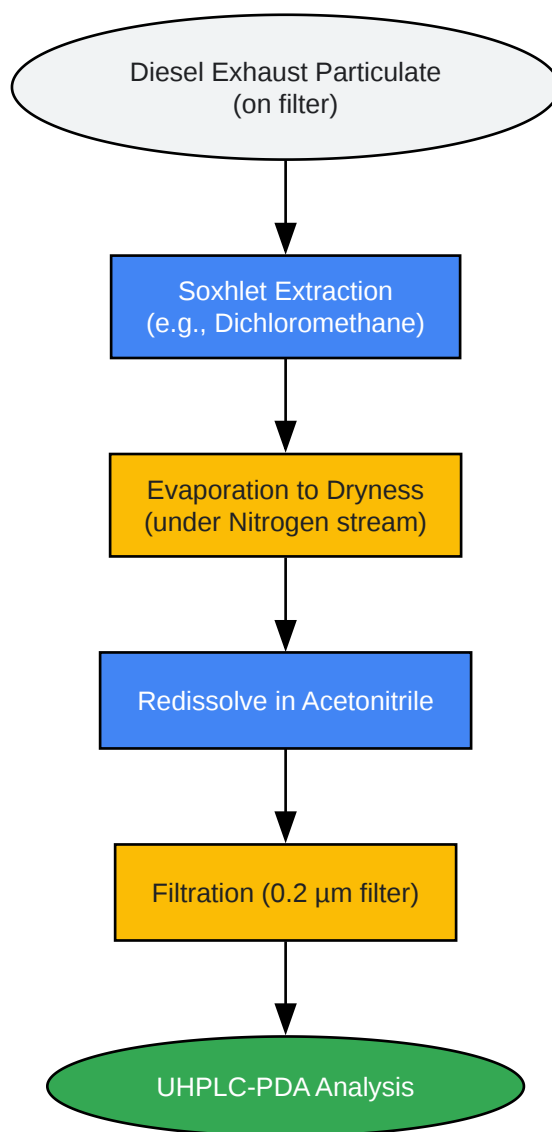 Diesel Exhaust Particulate
(on filter)
Soxhlet Extraction
(e.g., Dichloromethane)
Evaporation to Dryness
(under Nitrogen stream)
Redissolve in Acetonitrile
Filtration (0.2 µm filter)
UHPLC-PDA Analysis